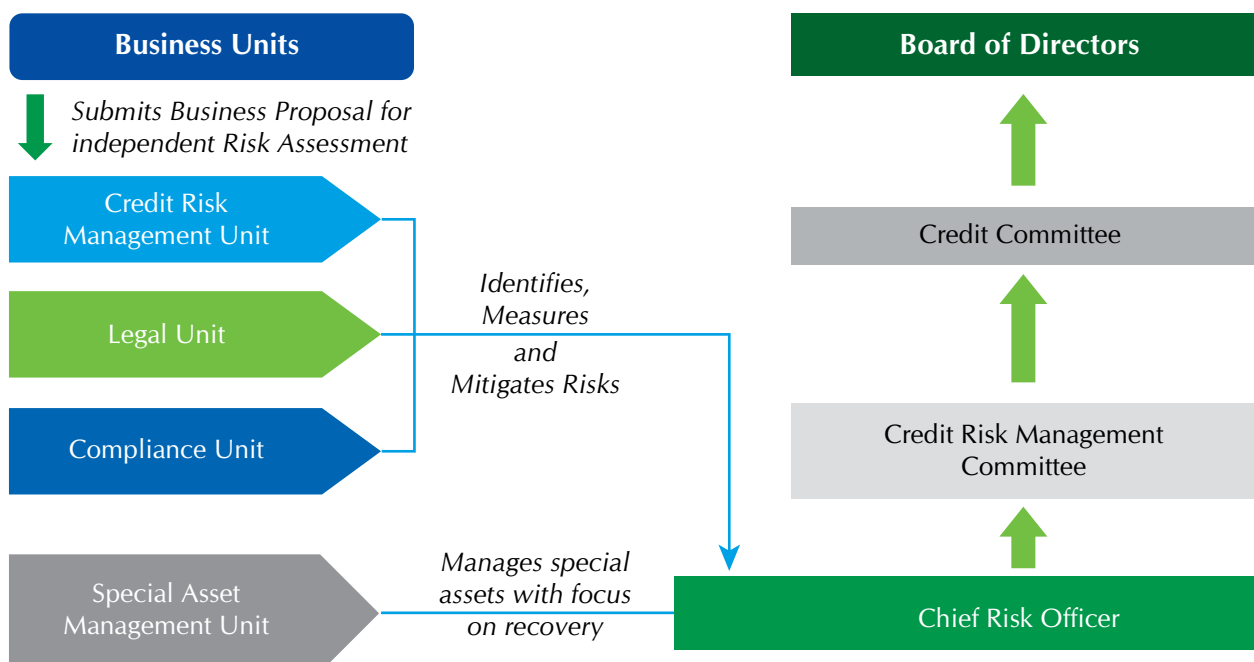 Business Units
Submits Business Proposal for
independent Risk Assessment
Credit Risk
Management Unit
Legal Unit
Compliance Unit
Special Asset
Management Unit
Identifies,
Measures
and
Mitigates Risks
Manages special
assets with focus
on recovery
Board of Directors
Credit Committee
Credit Risk Management
Committee
Chief Risk Officer